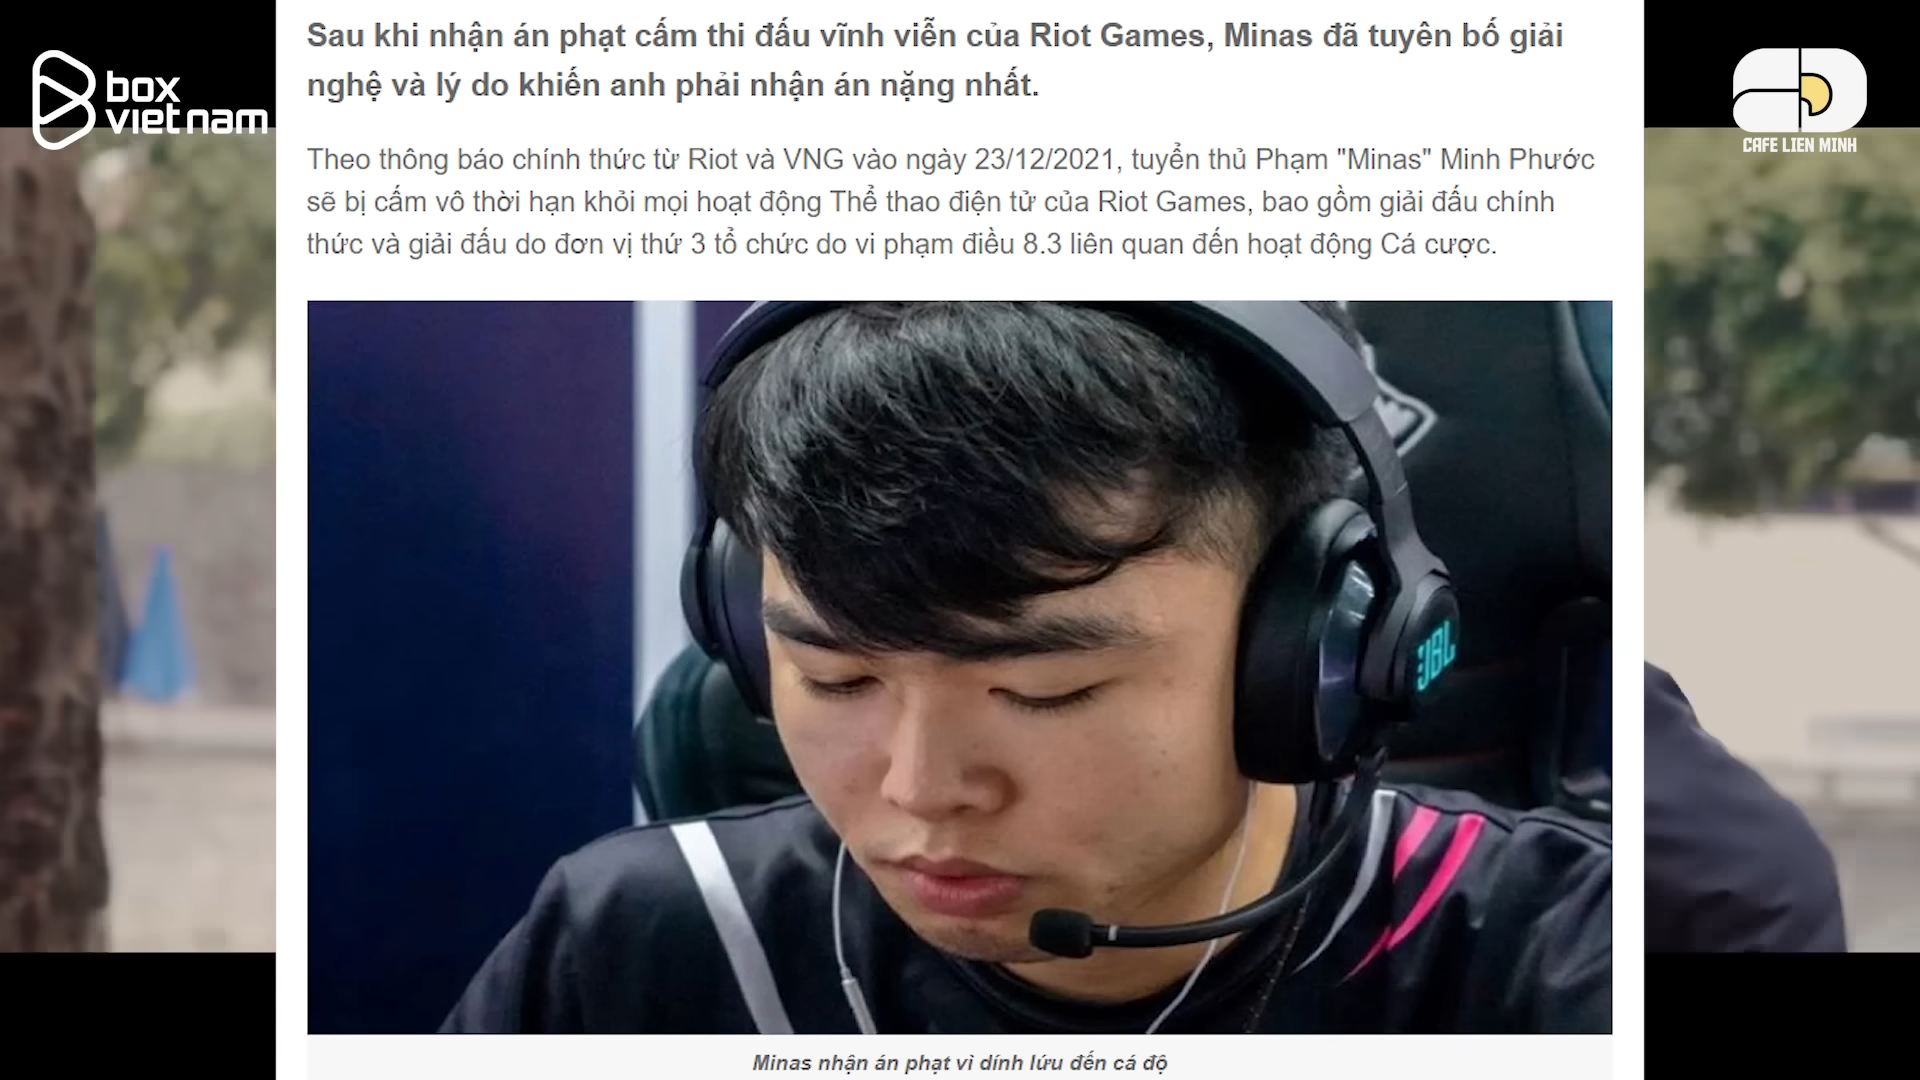 Sau khi nhận án phạt cấm thi đấu vĩnh viễn của Riot Games, Minas đã tuyên bố giải
nghệ và lý do khiến anh phải nhận án nặng nhất.
box
việt nam
CAFE LIEN MINH
Theo thông báo chính thức từ Riot và VNG vào ngày 23/12/2021, tuyển thủ Phạm "Minas" Minh Phước
sẽ bị cấm vô thời hạn khỏi mọi hoạt động Thể thao điện tử của Riot Games, bao gồm giải đấu chính
thức và giải đấu do đơn vị thứ 3 tổ chức do vi phạm điều 8.3 liên quan đến hoạt động Cá cược.
JBL
Minas nhận án phạt vì dính lứu đến cá độ